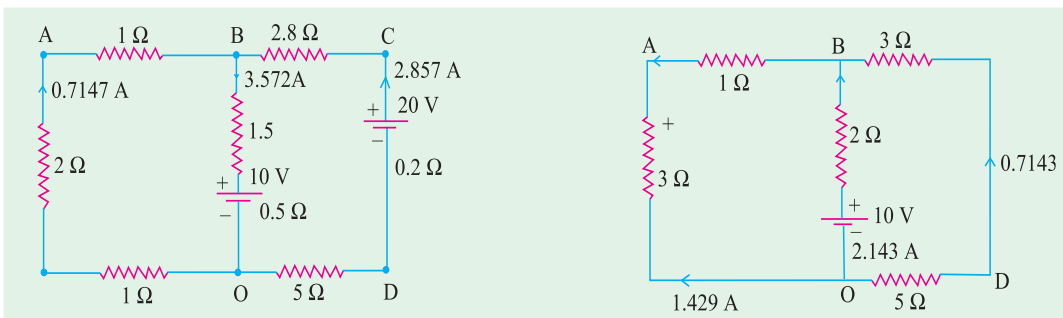 A 1 Ω B 2.8 Ω C
0.7147 A
3.572A
2.857 A
+ 20 V
–
1.5
2 Ω
0.2 Ω
+ 10 V
– 0.5 Ω
1 Ω O 5 Ω D
A 1 Ω B 3 Ω
+
3 Ω
2 Ω
0.7143
+
10 V
–
2.143 A
1.429 A O 5 Ω D